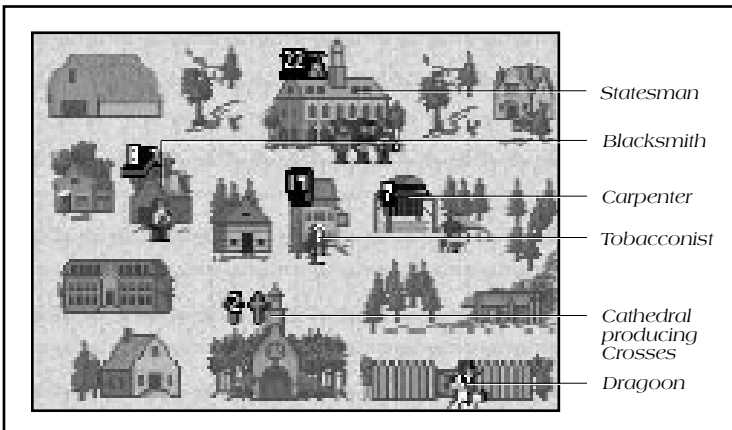 Statesman
Blacksmith
Carpenter
Tobacconist
Cathedral
producing
Crosses
Dragoon